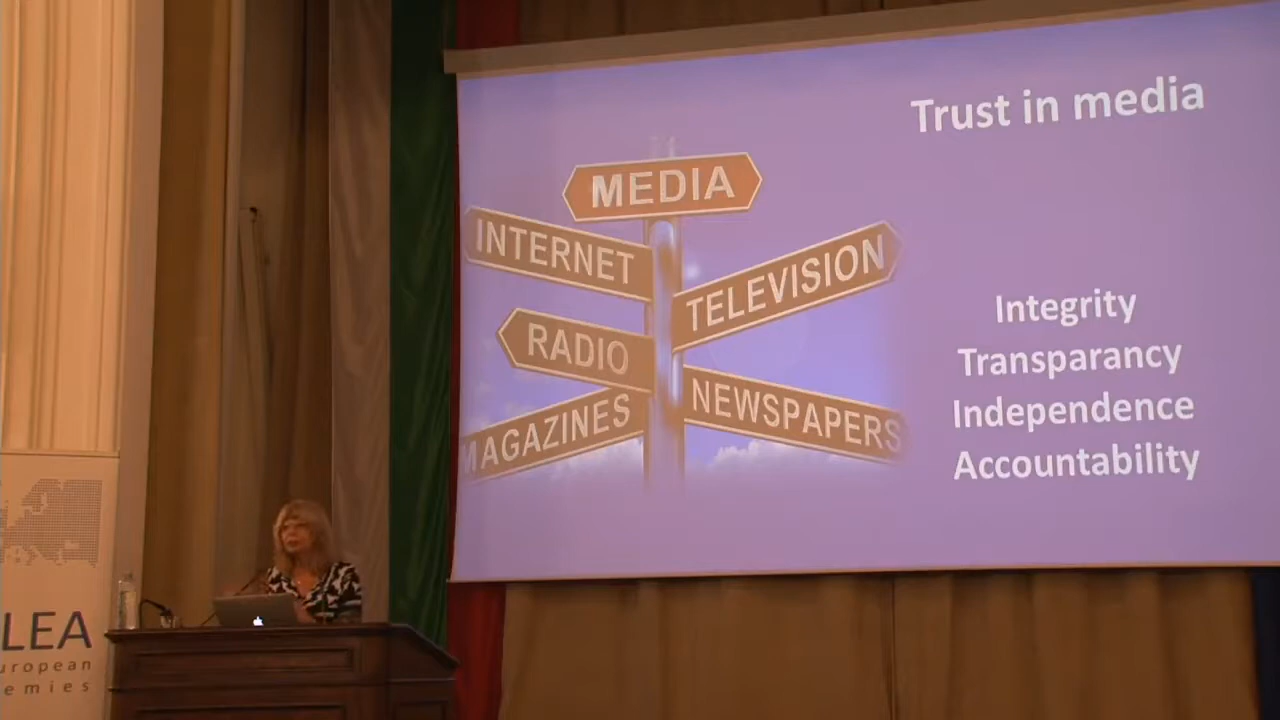 Trust in media
MEDIA
INTERNET
TELEVISION
RADIO
NEWSPAPERS
MAGAZINES
Integrity
Transparancy
Independence
Accountability
LEA
uropean
emies